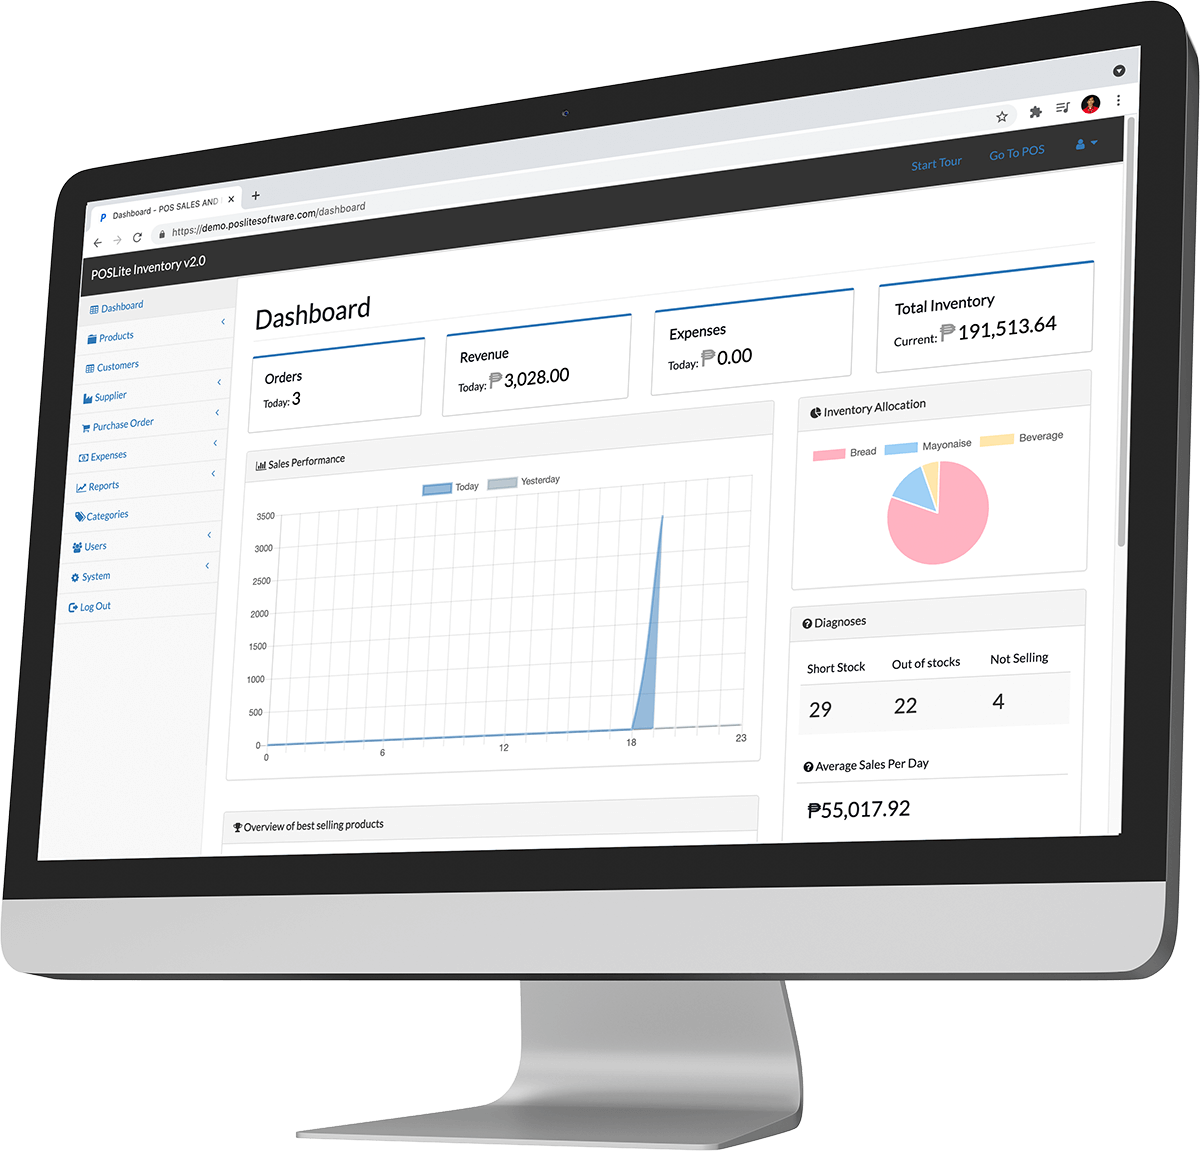 Dashboard - POS SALES AND
https://demo.poslitesoftware.com/dashboard
POSLite Inventory v2.0
Start Tour
Go To POS
Dashboard
Products
Customers
Supplier
Purchase Order
Expenses
Reports
Categories
Users
System
Log Out
Dashboard
Orders
Today: 3
Revenue
Today: ₱3,028.00
Expenses
Today: ₱0.00
Total Inventory
Current: ₱191,513.64
Sales Performance
Today
Yesterday
3500
3000
2500
2000
1500
1000
500
0
0
6
12
18
23
Overview of best selling products
Inventory Allocation
Bread
Mayonaise
Beverage
Diagnoses
Short Stock
Out of stocks
Not Selling
29
22
4
Average Sales Per Day
₱55,017.92